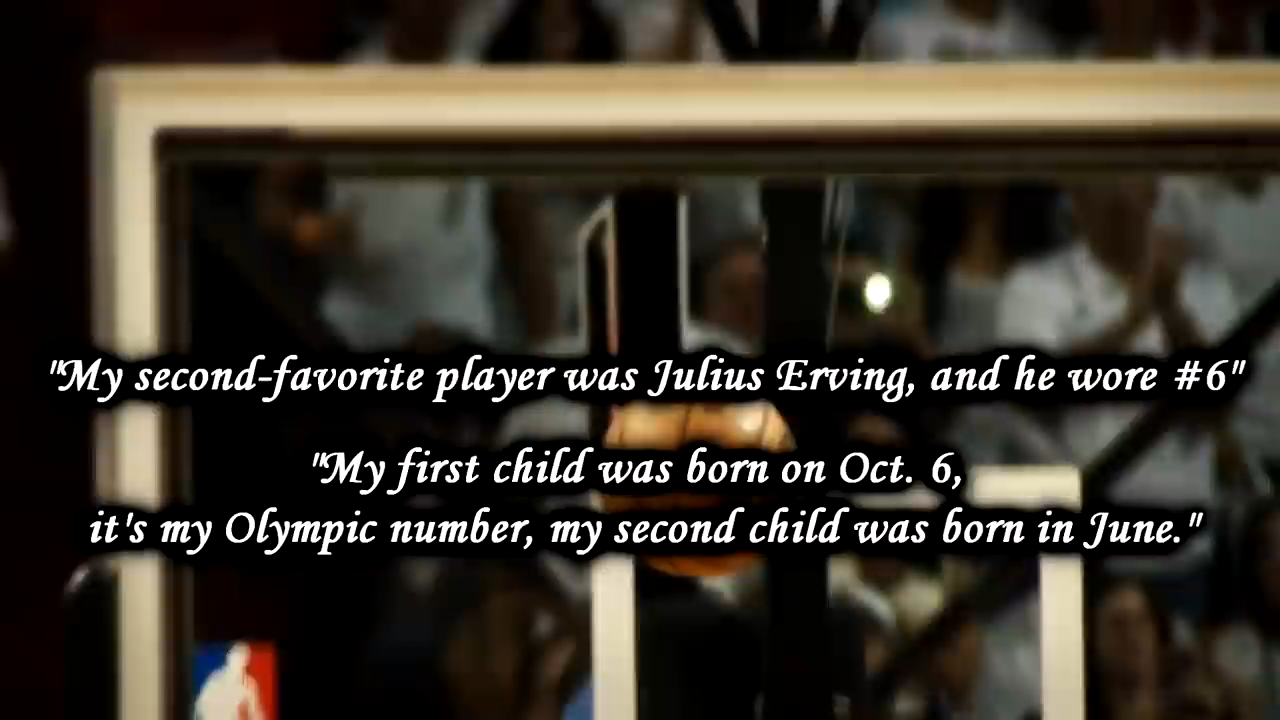 "My second-favorite player was Julius Erving, and he wore #6"
"My first child was born on Oct. 6,
it's my Olympic number, my second child was born in June."